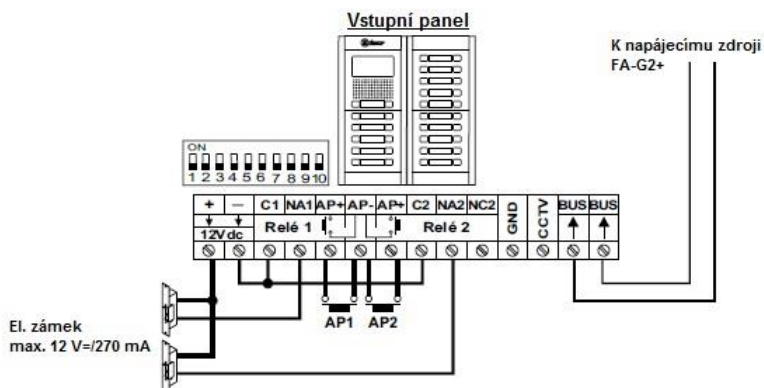 Vstupní panel
K napájecímu zdroji
FA-G2+
ON
1 2 3 4 5 6 7 8 9 10
+ − C1 NA1 AP+ AP- AP+ C2 NA2 NC2 GND CCTV BUS BUS
12Vdc Relé 1 Relé 2
AP1 AP2
El. zámek
max. 12 V=/270 mA